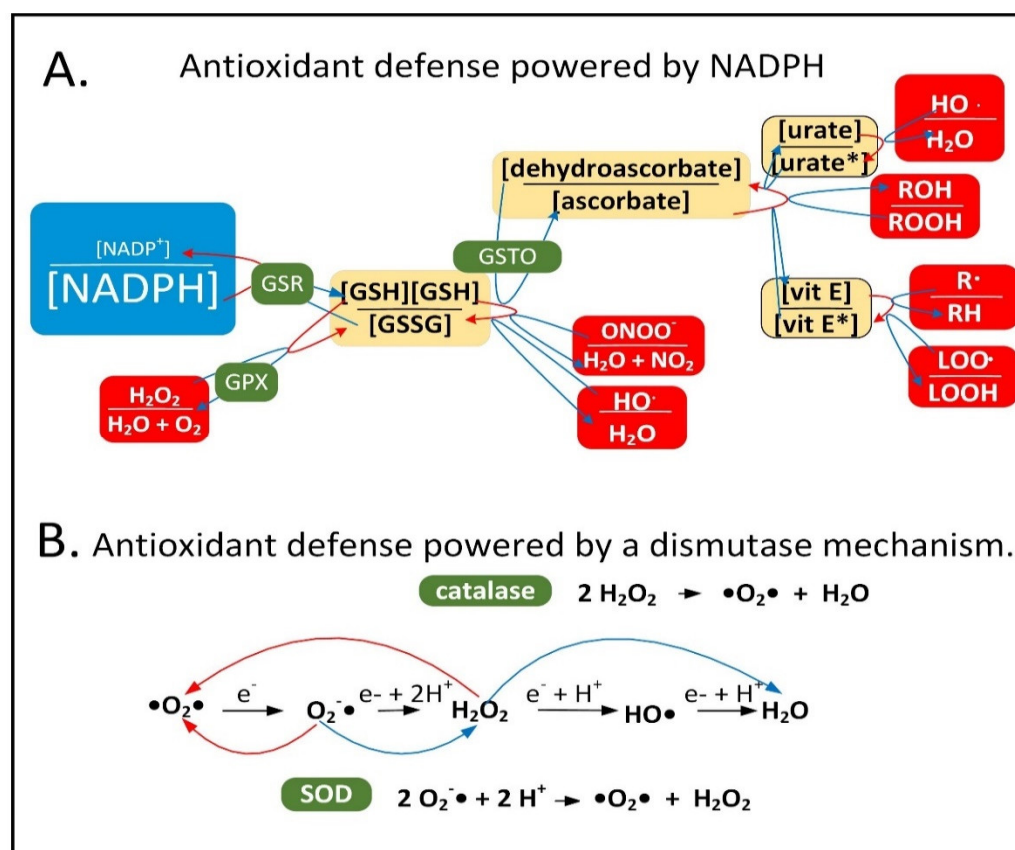 A. Antioxidant defense powered by NADPH
HO ·
H₂O
[urate]
[urate*]
[dehydroascorbate]
[ascorbate]
ROH
ROOH
GSTO
[NADP⁺]
[NADPH]
GSR
[GSH][GSH]
[GSSG]
[vit E]
[vit E*]
R·
RH
ONOO⁻
H₂O + NO₂
LOO·
LOOH
GPX
H₂O₂
H₂O + O₂
HO·
H₂O
B. Antioxidant defense powered by a dismutase mechanism.
catalase 2 H₂O₂ → •O₂• + H₂O
e⁻ e- + 2H⁺ e⁻ + H⁺ e- + H⁺
•O₂• → O₂⁻• → H₂O₂ → HO• → H₂O
SOD 2 O₂⁻• + 2 H⁺ → •O₂• + H₂O₂